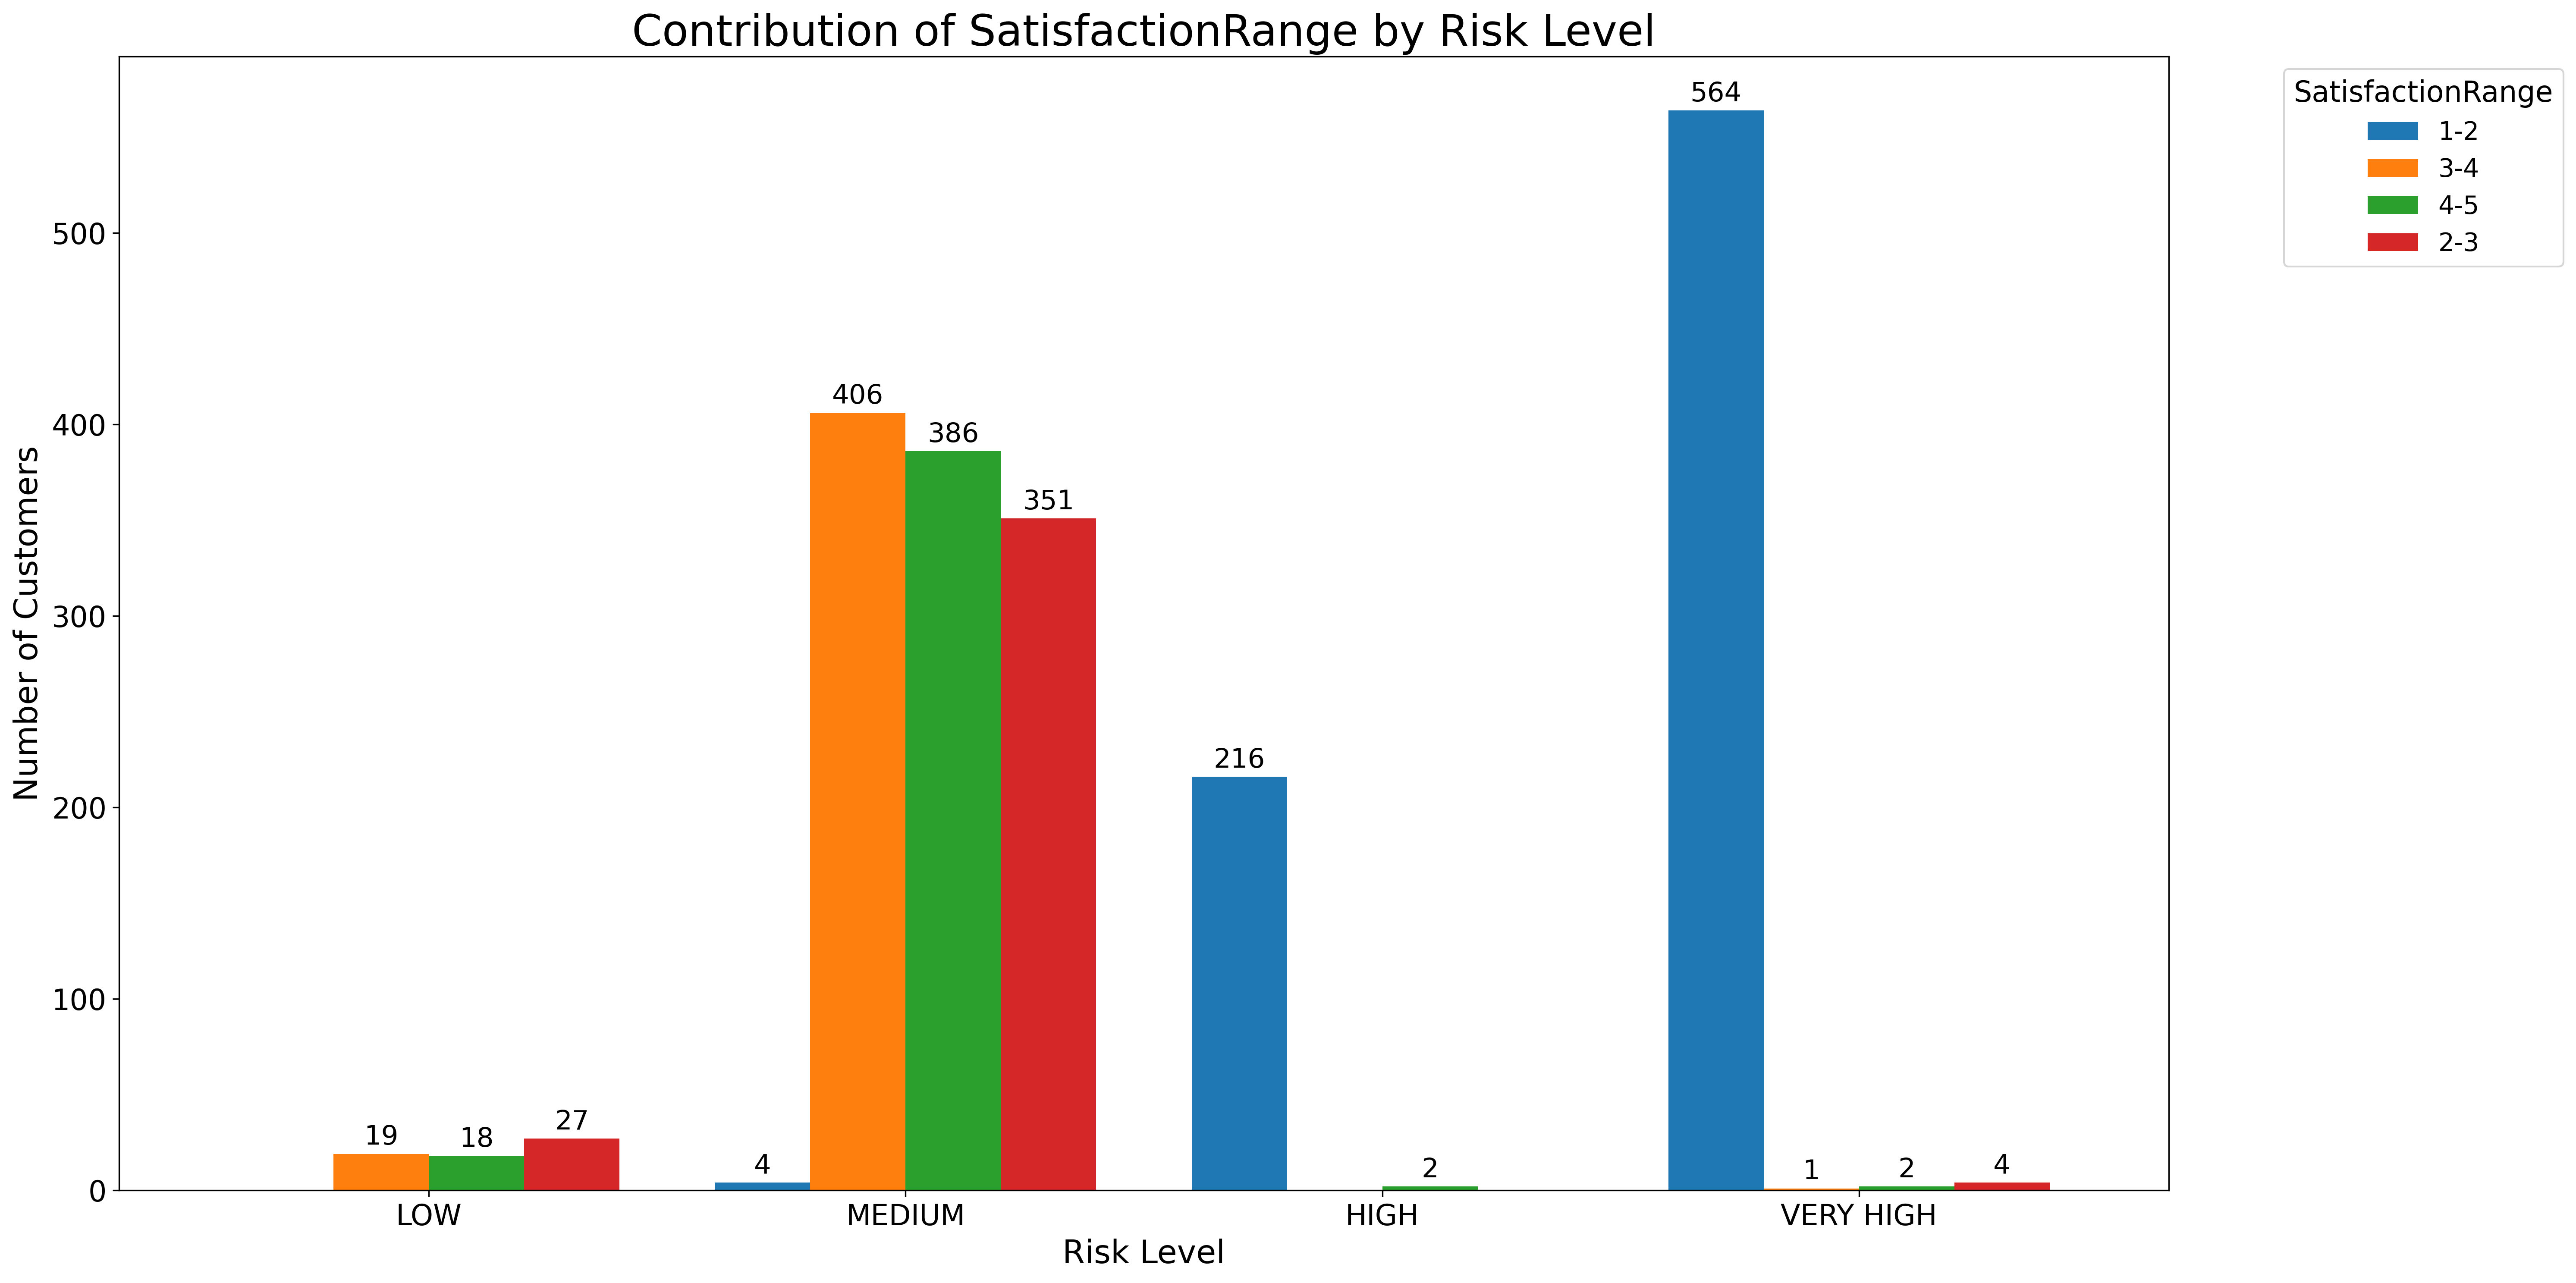 Contribution of SatisfactionRange by Risk Level
SatisfactionRange
1-2
3-4
4-5
2-3
Number of Customers
500
400
300
200
100
0
19
18
27
4
406
386
351
216
2
564
1
2
4
LOW
MEDIUM
HIGH
VERY HIGH
Risk Level